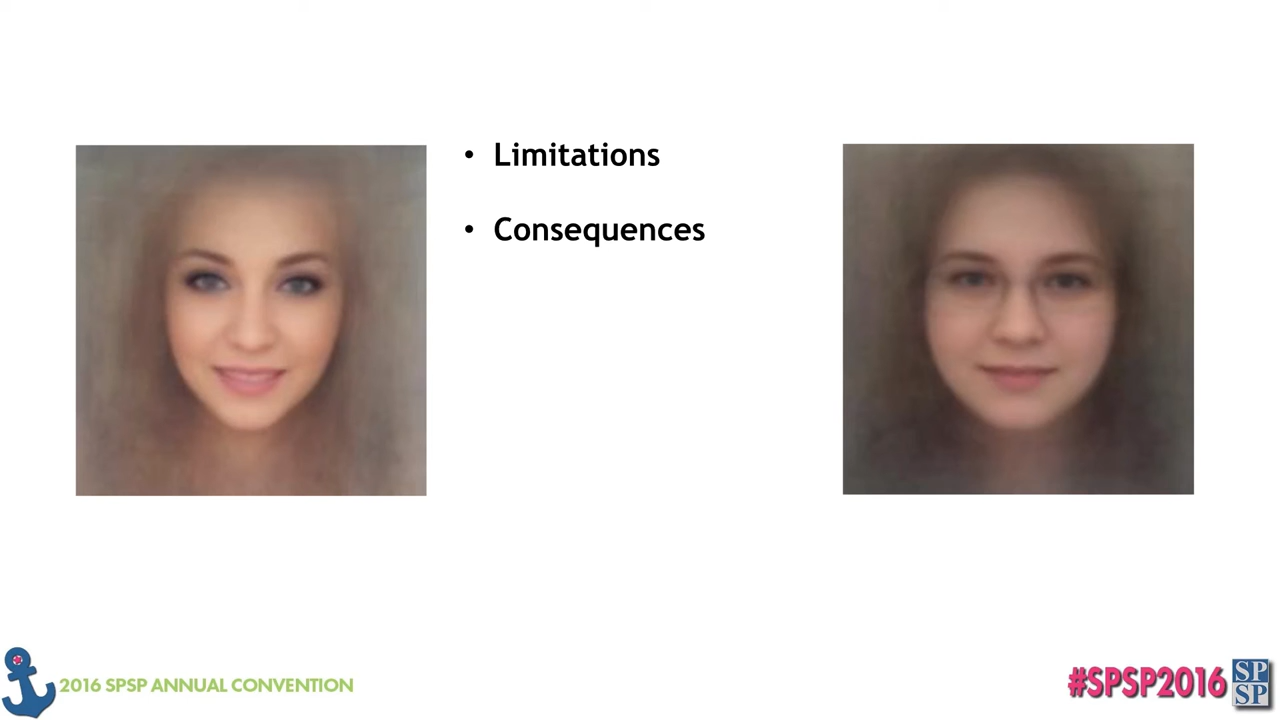 • Limitations
• Consequences
2016 SPSP ANNUAL CONVENTION
#SPSP2016
SP
SP